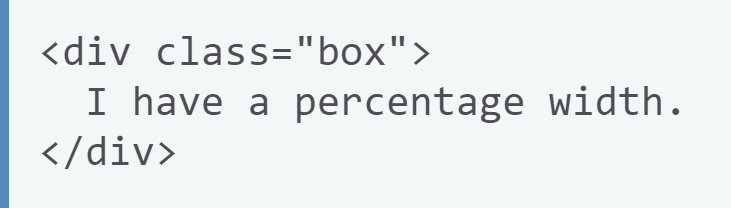 <div class="box">
  I have a percentage width.
</div>